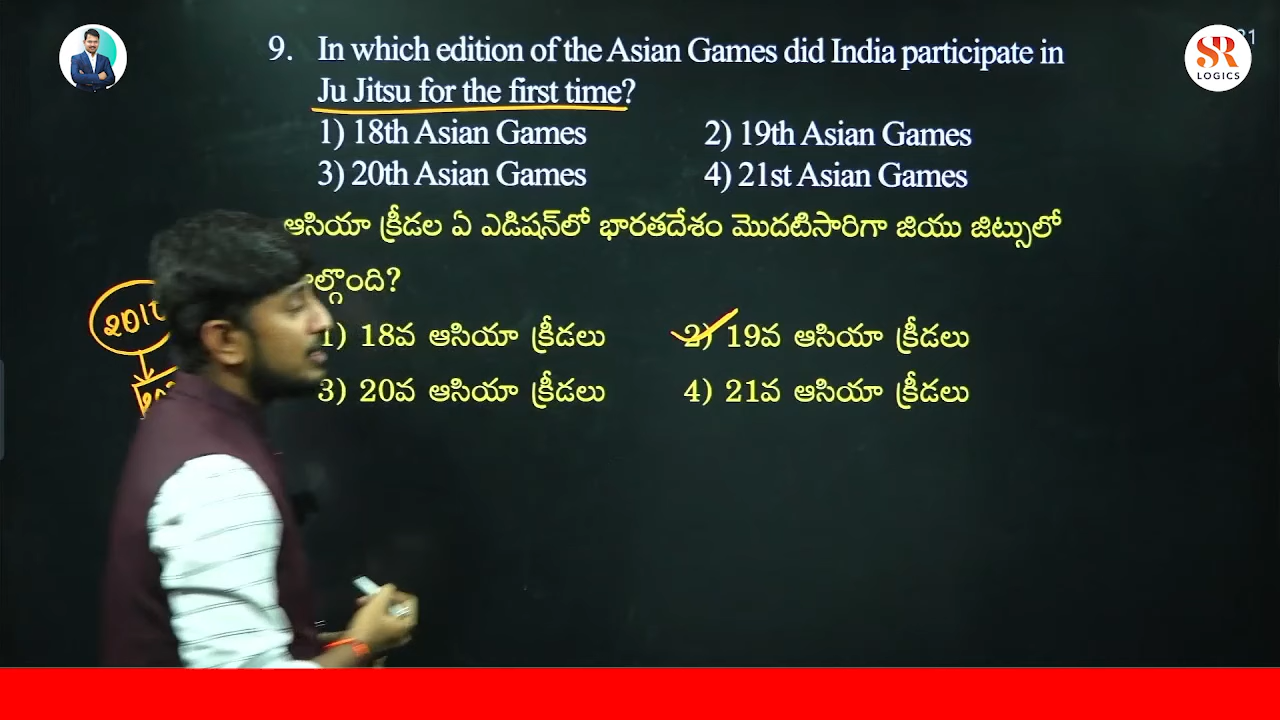 SR
LOGICS
9. In which edition of the Asian Games did India participate in
Ju Jitsu for the first time?
1) 18th Asian Games 2) 19th Asian Games
3) 20th Asian Games 4) 21st Asian Games
ఆసియా క్రీడల ఏ ఎడిషన్‌లో భారతదేశం మొదటిసారిగా జియు జిట్సులో
1) 18వ ఆసియా క్రీడలు 2) 19వ ఆసియా క్రీడలు
3) 20వ ఆసియా క్రీడలు 4) 21వ ఆసియా క్రీడలు